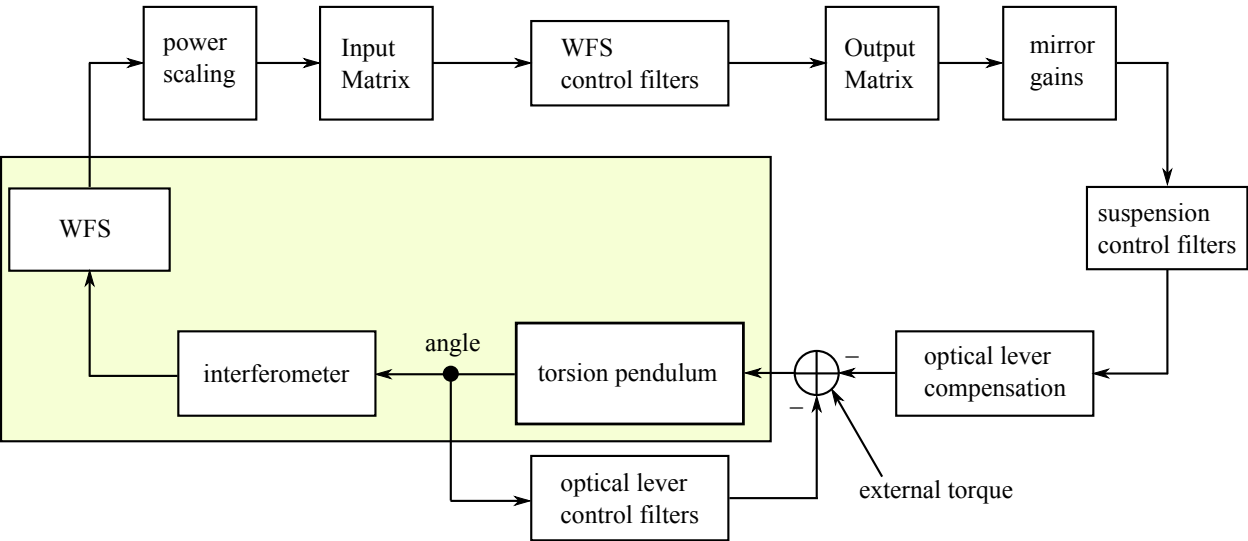 power
scaling
Input
Matrix
WFS
control filters
Output
Matrix
mirror
gains
WFS
suspension
control filters
angle
interferometer
torsion pendulum
–
–
optical lever
compensation
optical lever
control filters
external torque